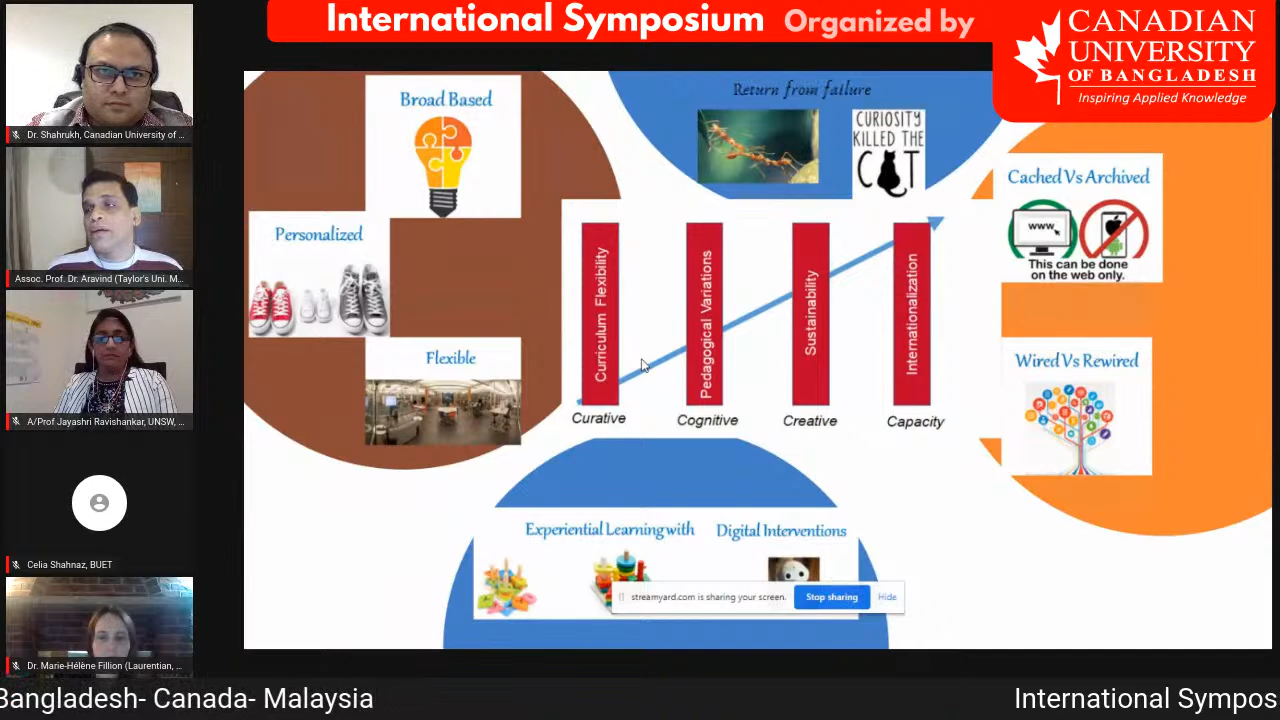 International Symposium Organized by
CANADIAN
UNIVERSITY
OF BANGLADESH
Inspiring Applied Knowledge
Dr. Shahrukh, Canadian University of ...
Assoc. Prof. Dr. Aravind (Taylor's Uni. M...
A/Prof Jayashri Ravishankar, UNSW, ...
Celia Shahnaz, BUET
Dr. Marie-Hélène Fillion (Laurentian, ...
Broad Based
Personalized
Flexible
Return from failure
CURIOSITY
KILLED THE
CAT
Curriculum Flexibility
Pedagogical Variations
Sustainability
Internationalization
Curative
Cognitive
Creative
Capacity
Cached Vs Archived
www
This can be done
on the web only.
Wired Vs Rewired
Experiential Learning with
Digital Interventions
streamyard.com is sharing your screen.
Stop sharing
Hide
Bangladesh- Canada- Malaysia
International Sympos